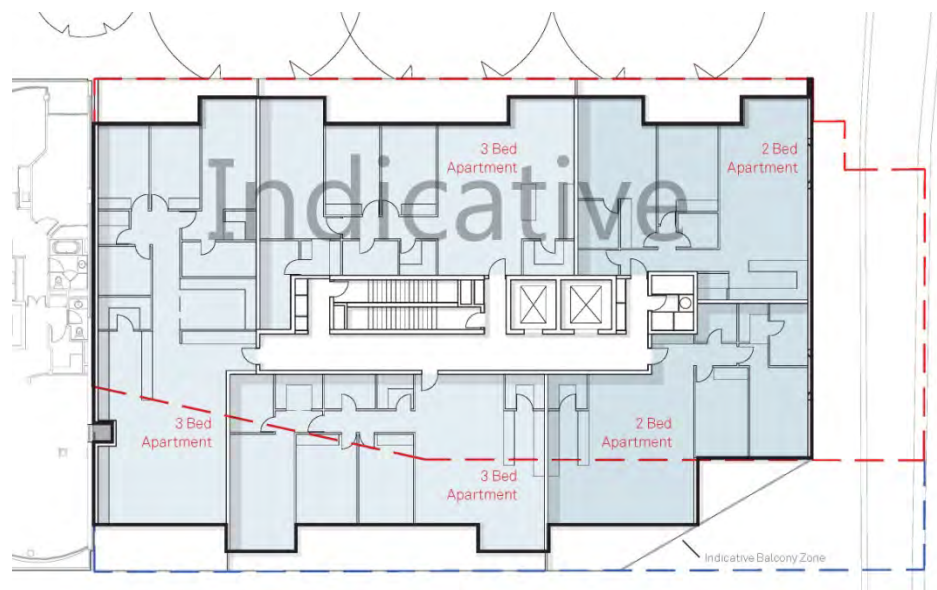 3 Bed
Apartment
2 Bed
Apartment
Indicative
3 Bed
Apartment
2 Bed
Apartment
3 Bed
Apartment
Indicative Balcony Zone